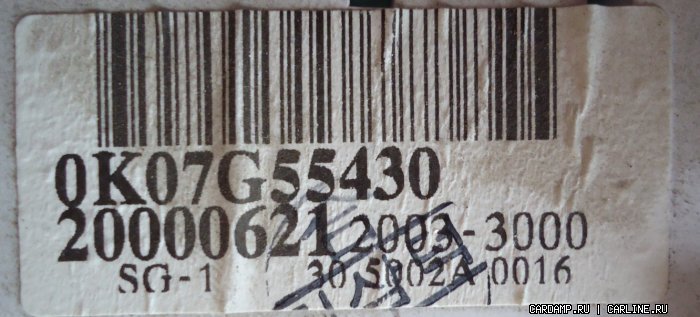 0K07G55430
20000621 2003-3000
SG-1 30 5002A 0016
CARDAMP.RU | CARLINE.RU